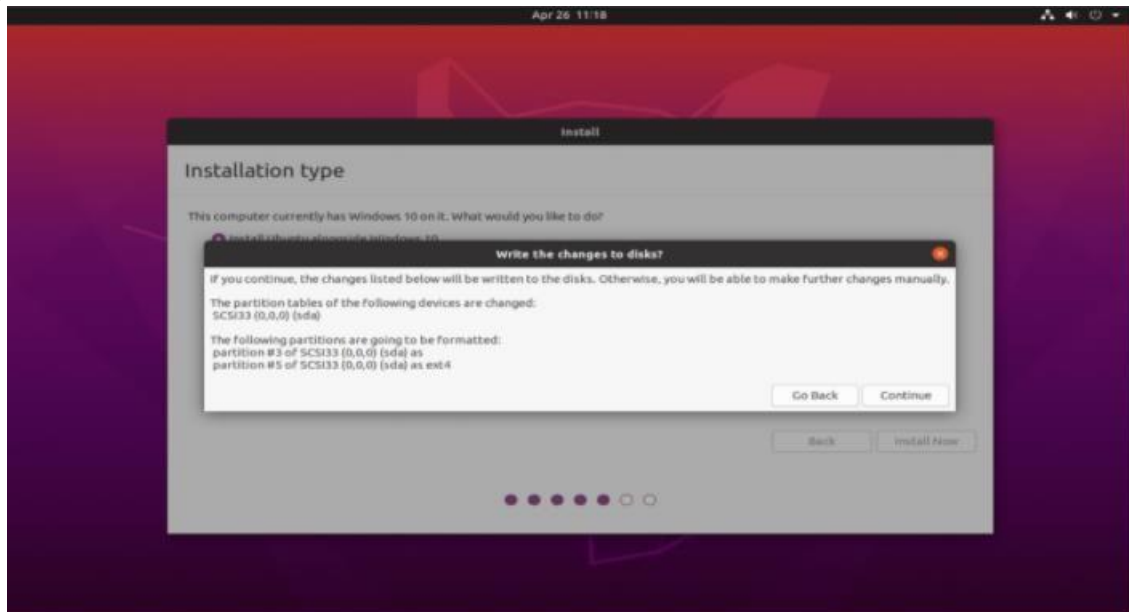 Apr 26 11:18
Install
Installation type
This computer currently has Windows 10 on it. What would you like to do?
Install Ubuntu alongside Windows 10
Write the changes to disks?
If you continue, the changes listed below will be written to the disks. Otherwise, you will be able to make further changes manually.
The partition tables of the following devices are changed:
SCSI33 (0,0,0) (sda)
The following partitions are going to be formatted:
partition #3 of SCSI33 (0,0,0) (sda) as
partition #5 of SCSI33 (0,0,0) (sda) as ext4
Go Back Continue
Back Install Now